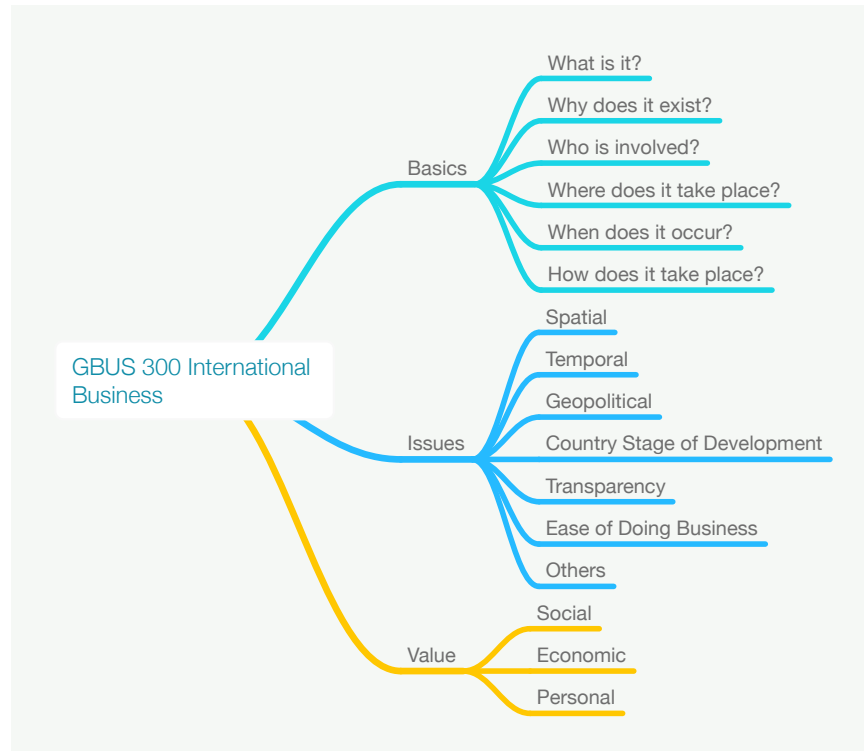 What is it?
Why does it exist?
Who is involved?
Basics
Where does it take place?
When does it occur?
How does it take place?
GBUS 300 International
Business
Spatial
Temporal
Geopolitical
Issues
Country Stage of Development
Transparency
Ease of Doing Business
Others
Social
Value
Economic
Personal